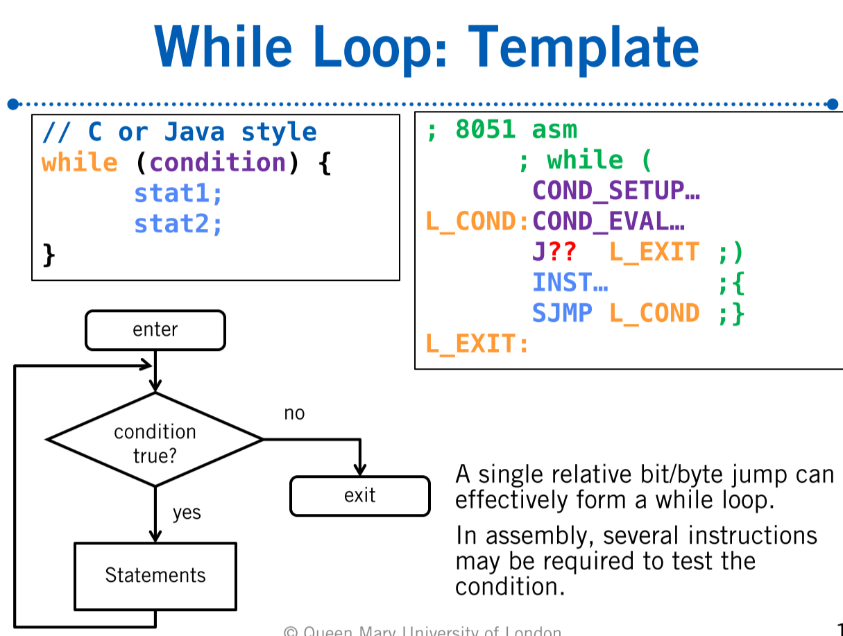 While Loop: Template
// C or Java style
while (condition) {
stat1;
stat2;
}
; 8051 asm
; while (
COND_SETUP…
L_COND:COND_EVAL…
J??  L_EXIT ;)
INST…       ;{
SJMP L_COND ;}
L_EXIT:
enter
condition
true?
no
exit
yes
Statements
A single relative bit/byte jump can
effectively form a while loop.
In assembly, several instructions
may be required to test the
condition.
© Queen Mary University of London